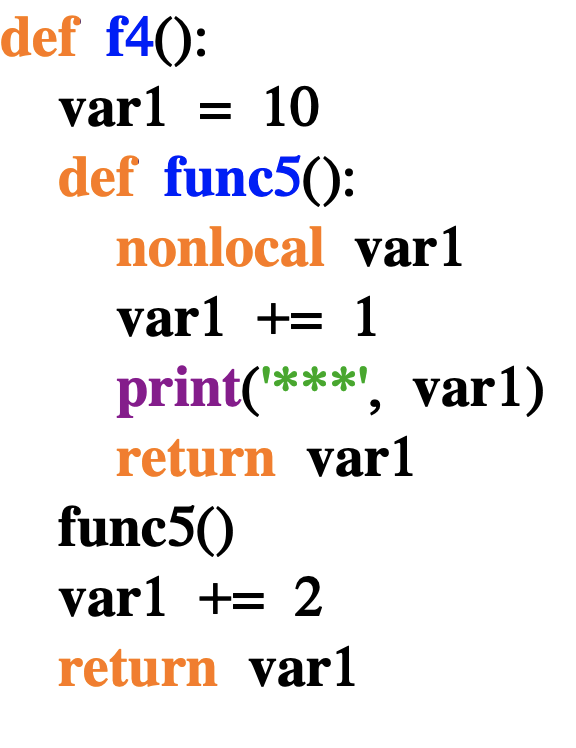 def f4():
  var1 = 10
  def func5():
    nonlocal var1
    var1 += 1
    print('***', var1)
    return var1
  func5()
  var1 += 2
  return var1